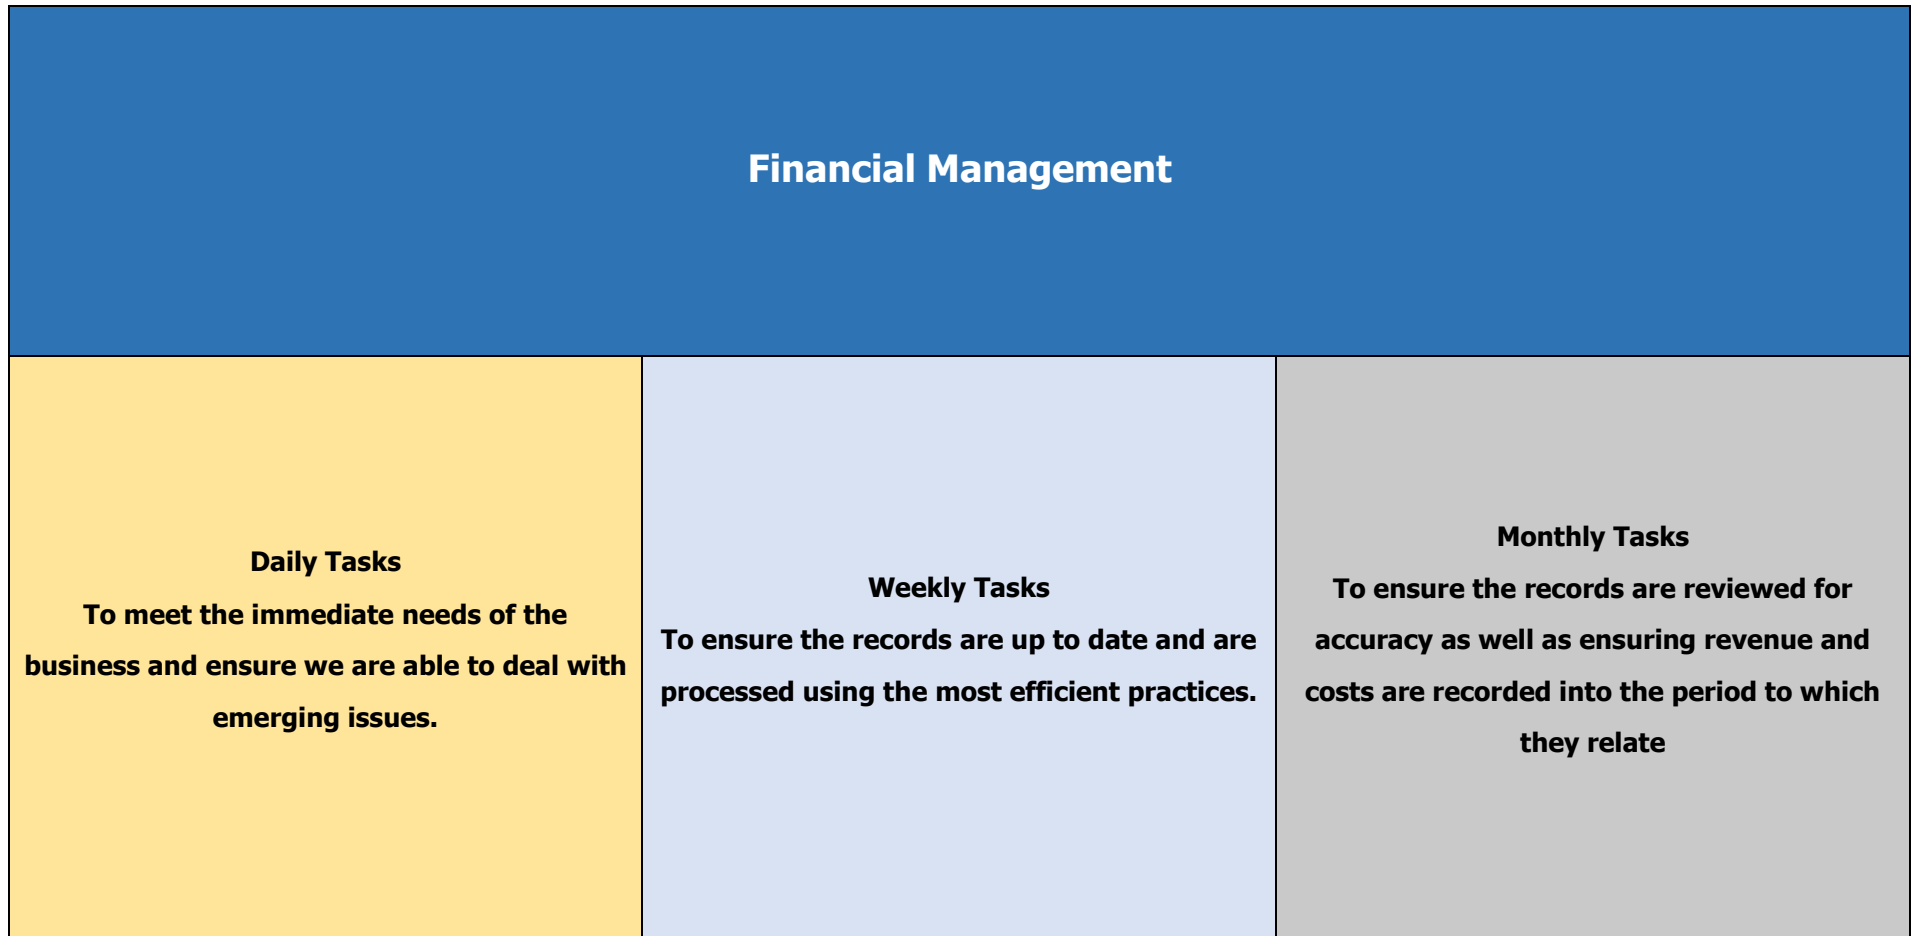 Financial Management
Daily Tasks
To meet the immediate needs of the
business and ensure we are able to deal with
emerging issues.
Weekly Tasks
To ensure the records are up to date and are
processed using the most efficient practices.
Monthly Tasks
To ensure the records are reviewed for
accuracy as well as ensuring revenue and
costs are recorded into the period to which
they relate